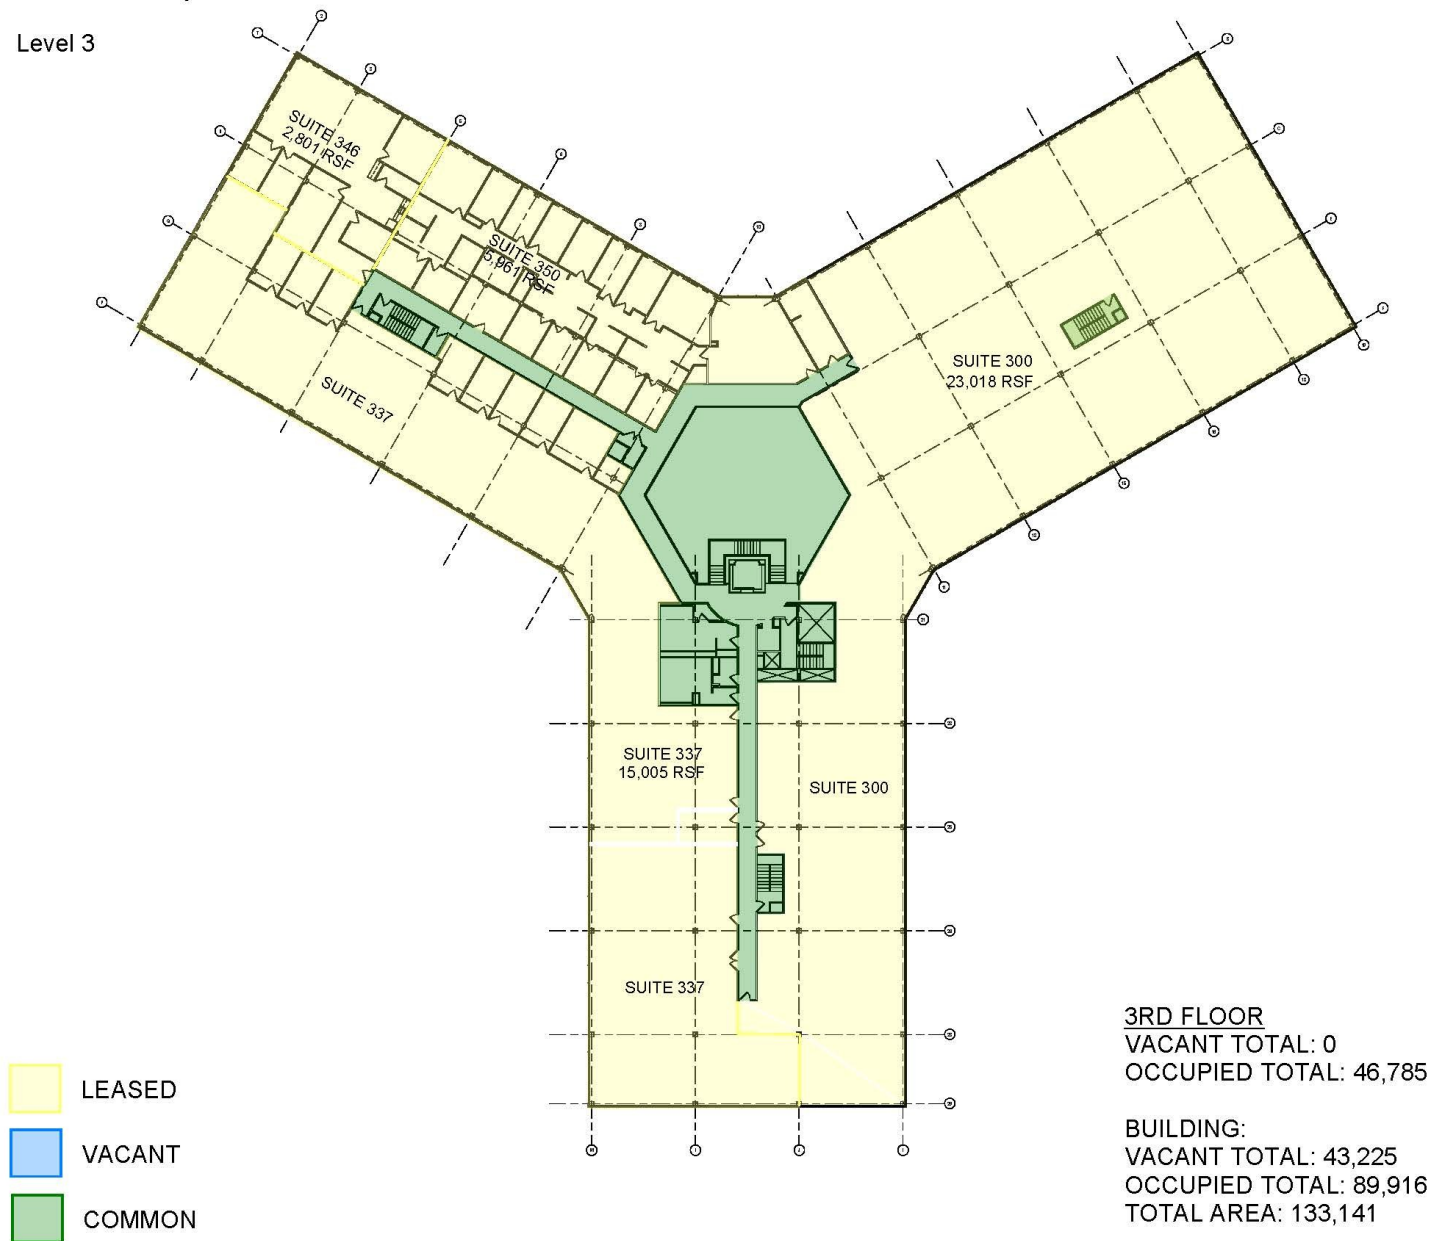 Level 3
SUITE 346
2,801 RSF
SUITE 350
5,961 RSF
SUITE 337
SUITE 300
23,018 RSF
SUITE 337
15,005 RSF
SUITE 300
SUITE 337
3RD FLOOR
VACANT TOTAL: 0
OCCUPIED TOTAL: 46,785
BUILDING:
VACANT TOTAL: 43,225
OCCUPIED TOTAL: 89,916
TOTAL AREA: 133,141
LEASED
VACANT
COMMON